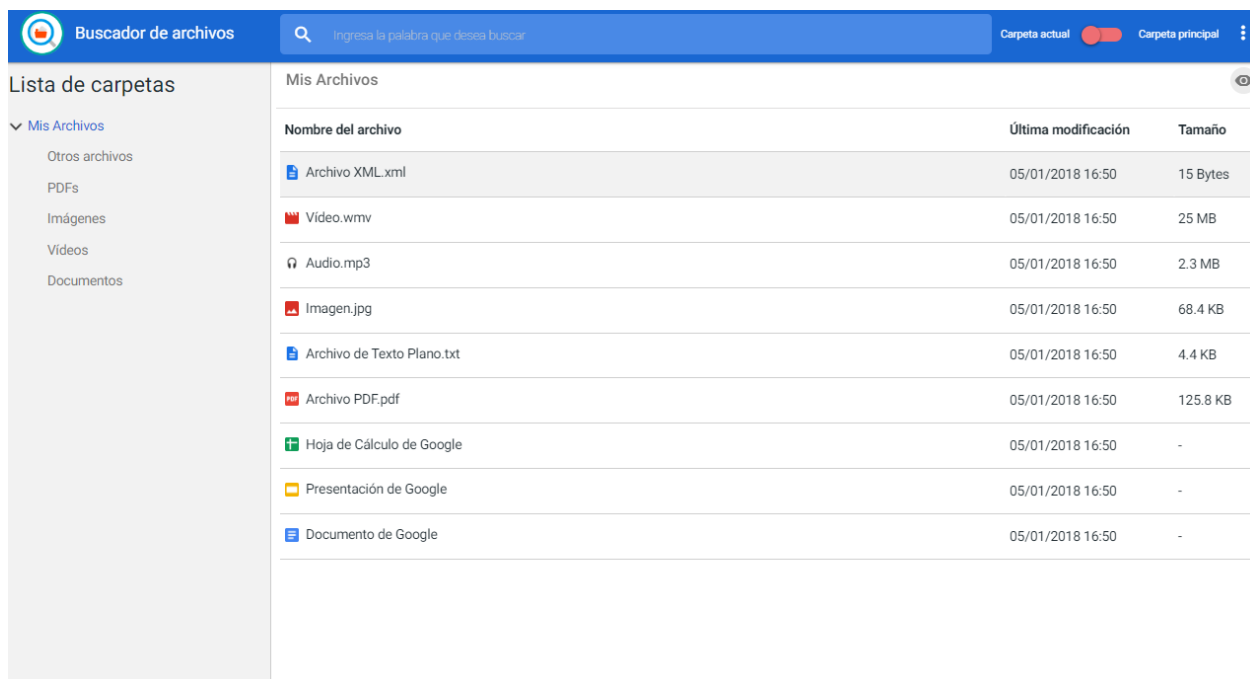 Buscador de archivos
Ingresa la palabra que desea buscar
Carpeta actual
Carpeta principal
Lista de carpetas
Mis Archivos
Otros archivos
PDFs
Imágenes
Vídeos
Documentos
Mis Archivos
Nombre del archivo Última modificación Tamaño
Archivo XML.xml 05/01/2018 16:50 15 Bytes
Vídeo.wmv 05/01/2018 16:50 25 MB
Audio.mp3 05/01/2018 16:50 2.3 MB
Imagen.jpg 05/01/2018 16:50 68.4 KB
Archivo de Texto Plano.txt 05/01/2018 16:50 4.4 KB
PDF Archivo PDF.pdf 05/01/2018 16:50 125.8 KB
Hoja de Cálculo de Google 05/01/2018 16:50 -
Presentación de Google 05/01/2018 16:50 -
Documento de Google 05/01/2018 16:50 -